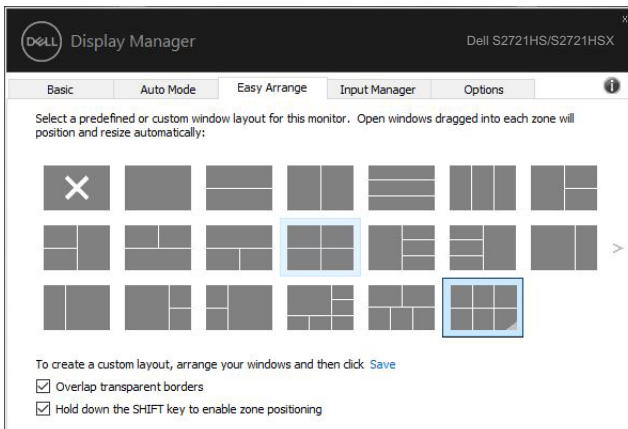 x
DELL Display Manager
Dell S2721HS/S2721HSX
Basic Auto Mode Easy Arrange Input Manager Options i
Select a predefined or custom window layout for this monitor. Open windows dragged into each zone will
position and resize automatically:
>
To create a custom layout, arrange your windows and then click Save
Overlap transparent borders
Hold down the SHIFT key to enable zone positioning